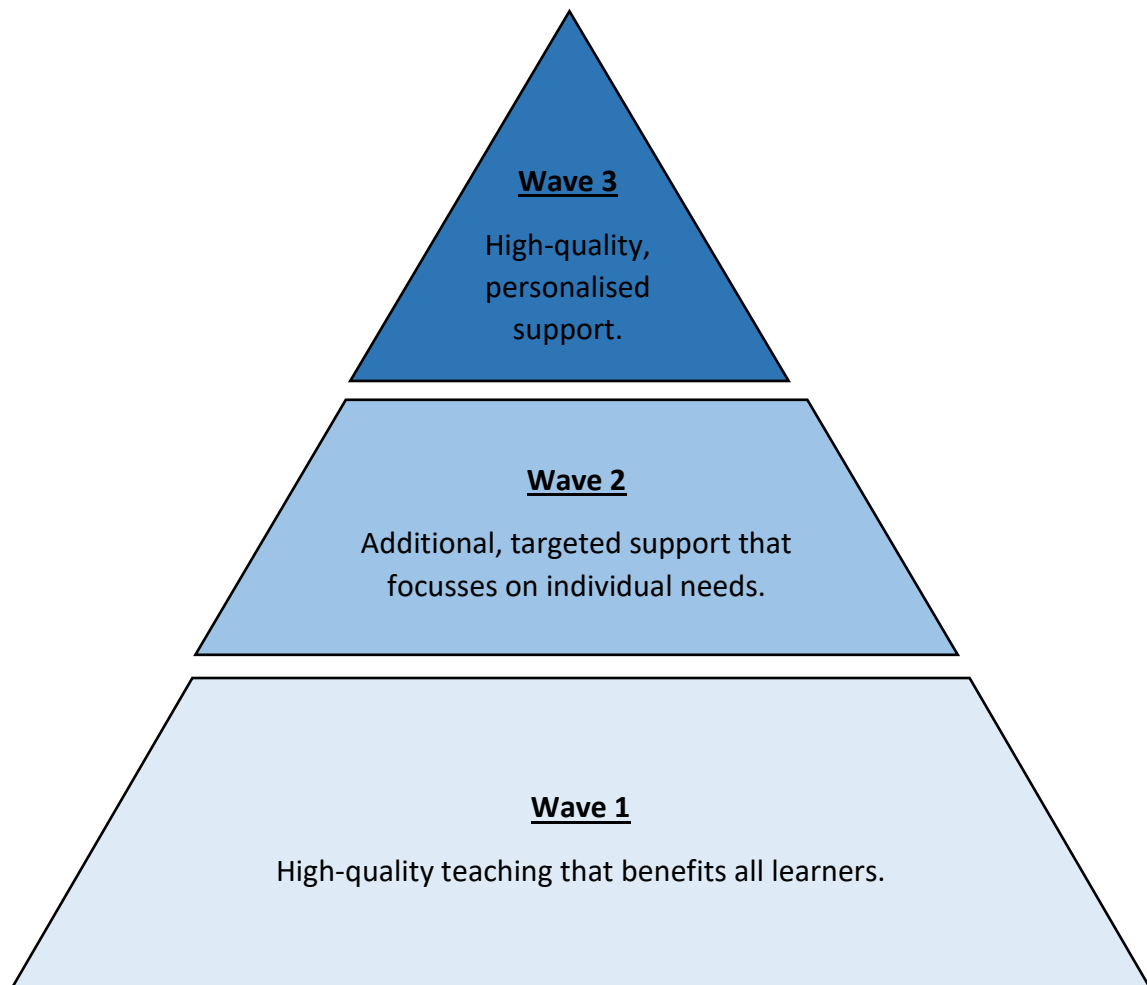 Wave 3
High-quality,
personalised
support.
Wave 2
Additional, targeted support that
focusses on individual needs.
Wave 1
High-quality teaching that benefits all learners.